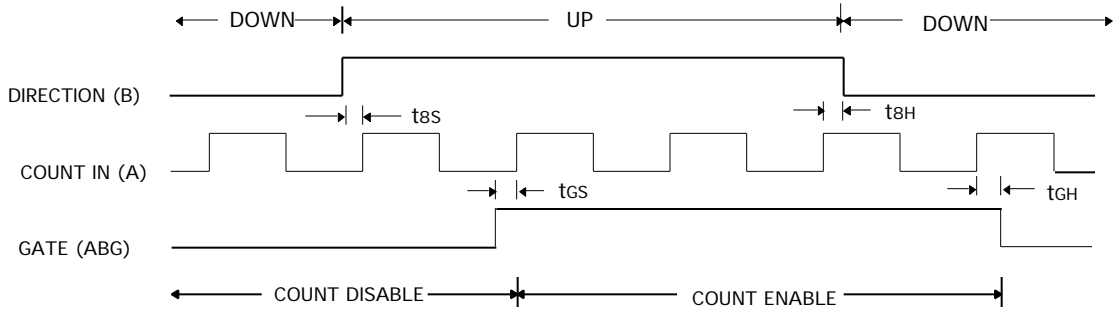 DOWN UP DOWN
DIRECTION (B)
t8S t8H
COUNT IN (A)
tGS tGH
GATE (ABG)
COUNT DISABLE COUNT ENABLE